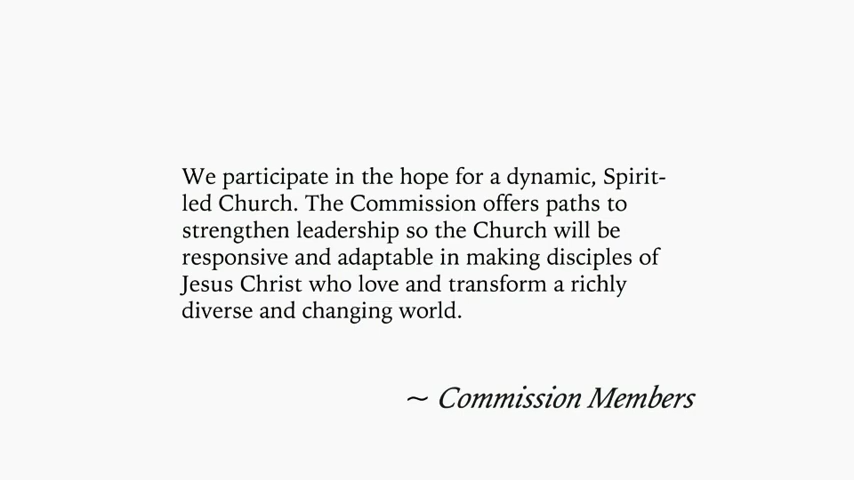 We participate in the hope for a dynamic, Spirit-
led Church. The Commission offers paths to
strengthen leadership so the Church will be
responsive and adaptable in making disciples of
Jesus Christ who love and transform a richly
diverse and changing world.
~ Commission Members